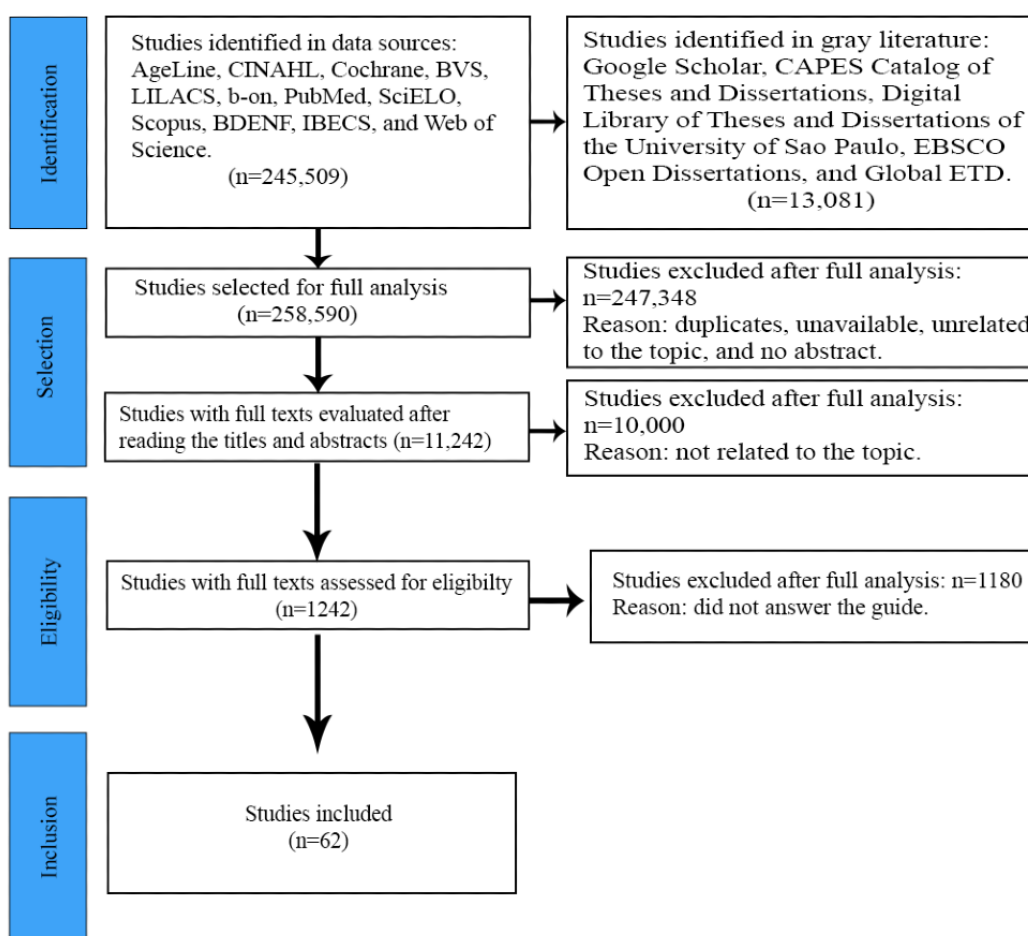 Identification
Studies identified in data sources:
AgeLine, CINAHL, Cochrane, BVS,
LILACS, b-on, PubMed, SciELO,
Scopus, BDENF, IBECS, and Web of
Science.
(n=245,509)
Studies identified in gray literature:
Google Scholar, CAPES Catalog of
Theses and Dissertations, Digital
Library of Theses and Dissertations of
the University of Sao Paulo, EBSCO
Open Dissertations, and Global ETD.
(n=13,081)
Selection
Studies selected for full analysis
(n=258,590)
Studies excluded after full analysis:
n=247,348
Reason: duplicates, unavailable, unrelated
to the topic, and no abstract.
Studies with full texts evaluated after
reading the titles and abstracts (n=11,242)
Studies excluded after full analysis:
n=10,000
Reason: not related to the topic.
Eligibility
Studies with full texts assessed for eligibilty
(n=1242)
Studies excluded after full analysis: n=1180
Reason: did not answer the guide.
Inclusion
Studies included
(n=62)